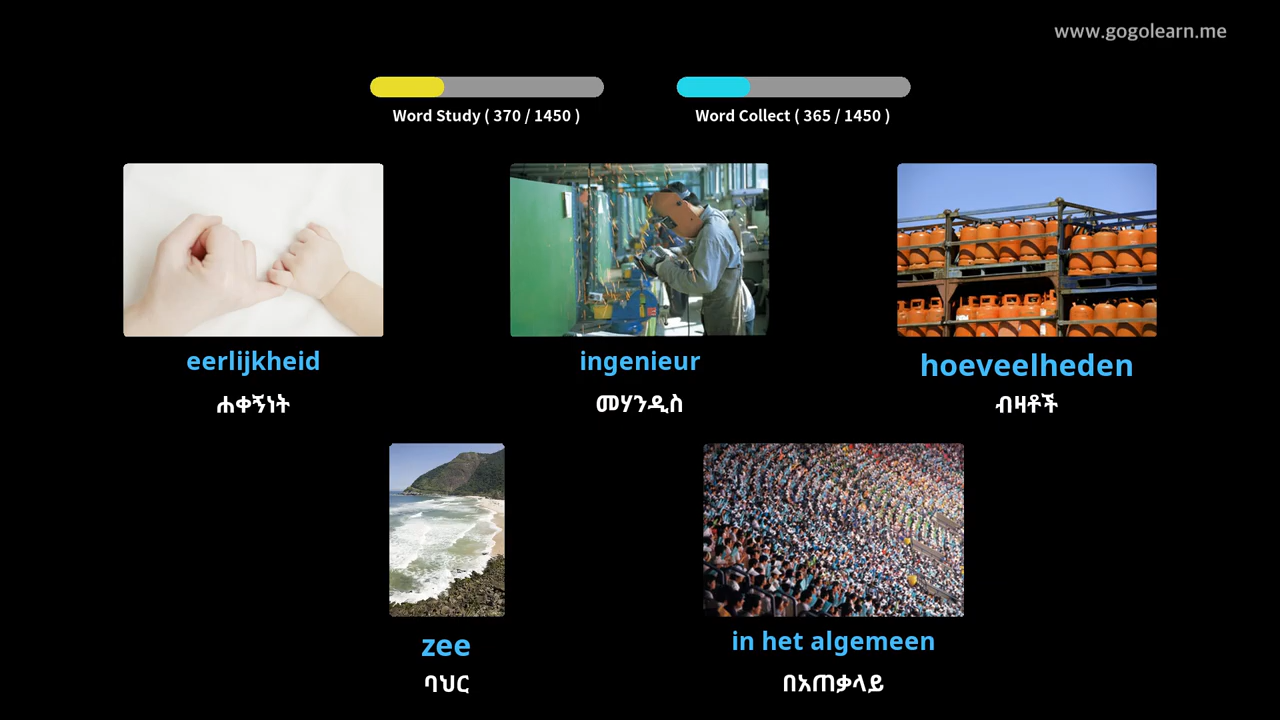 www.gogolearn.me
Word Study ( 370 / 1450 )
Word Collect ( 365 / 1450 )
eerlijkheid
ingenieur
hoeveelheden
ሐቀኝነት
መሃንዲስ
ብዛቶች
zee
in het algemeen
ባህር
በአጠቃላይ